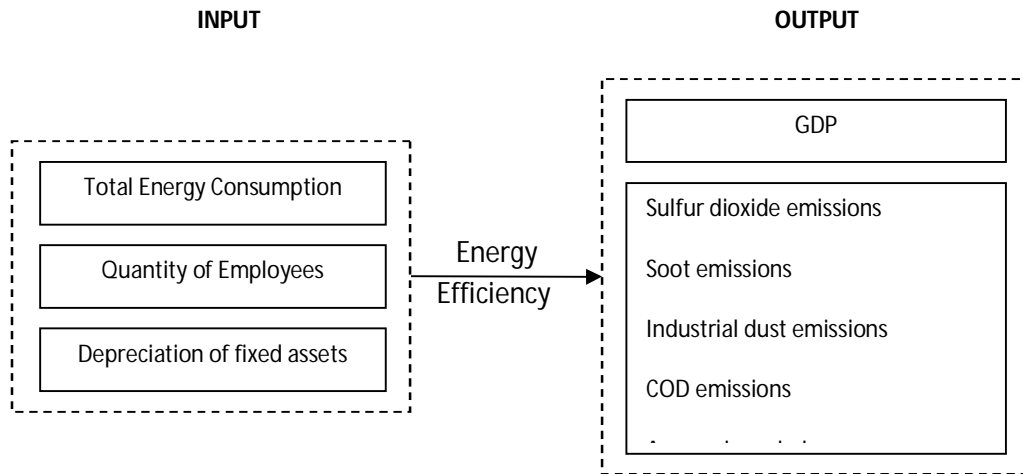 INPUT
OUTPUT
GDP
Total Energy Consumption
Quantity of Employees
Depreciation of fixed assets
Energy
Efficiency
Sulfur dioxide emissions
Soot emissions
Industrial dust emissions
COD emissions